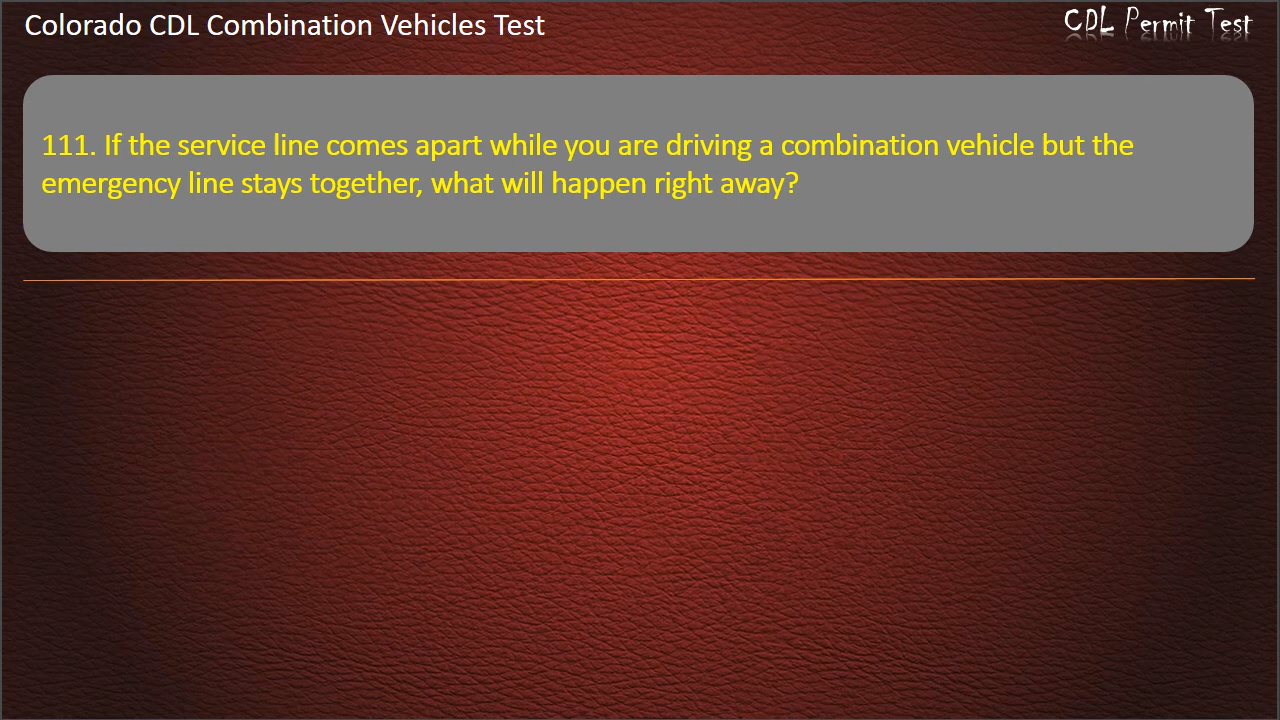 Colorado CDL Combination Vehicles Test
CDL Permit Test
111. If the service line comes apart while you are driving a combination vehicle but the
emergency line stays together, what will happen right away?